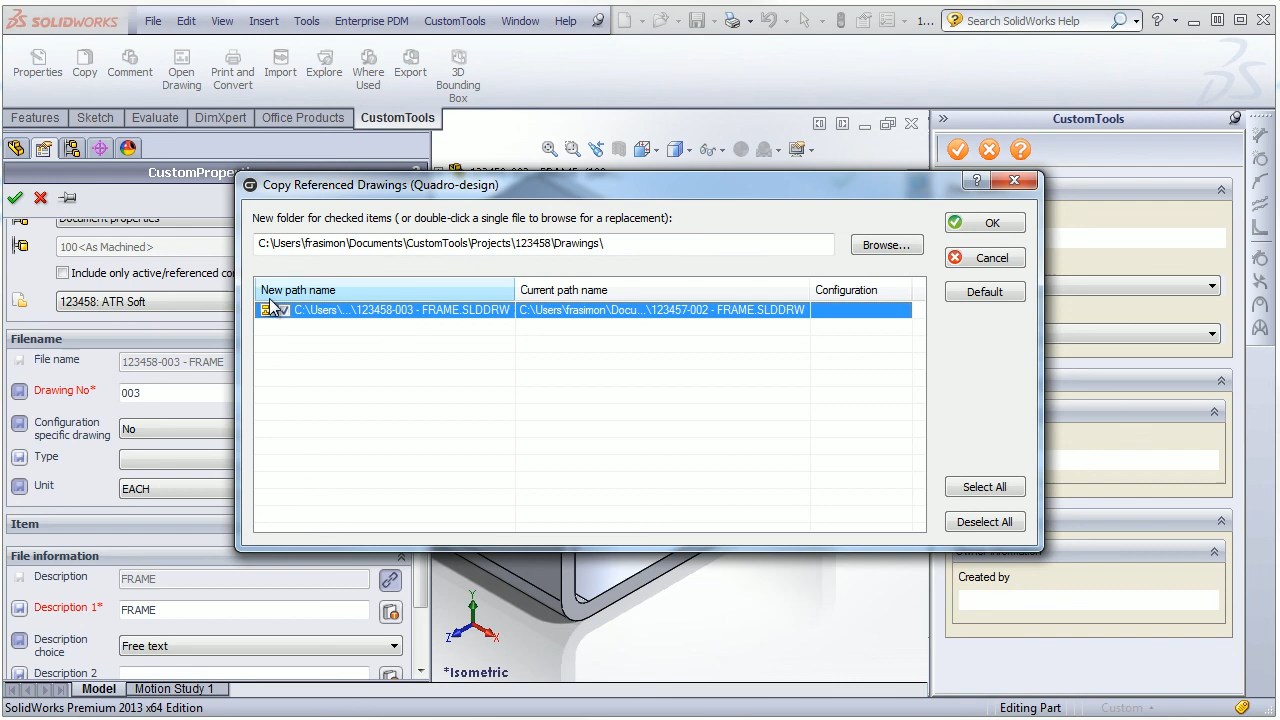 SOLIDWORKS File Edit View Insert Tools Enterprise PDM CustomTools Window Help 1... Search SolidWorks Help ?
Properties Copy Comment Open Drawing Print and Convert Import Explore Where Used Export 3D Bounding Box
Features Sketch Evaluate DimXpert Office Products CustomTools
CustomTools
Copy Referenced Drawings (Quadro-design)
New folder for checked items ( or double-click a single file to browse for a replacement):
C:\Users\frasimon\Documents\CustomTools\Projects\123458\Drawings\
Browse...
OK
Cancel
Default
New path name Current path name Configuration
C:\Users\...\123458-003 - FRAME.SLDDRW C:\Users\frasimon\Docu...\123457-002 - FRAME.SLDDRW
Select All
Deselect All
100<As Machined>
Include only active/referenced co
123458: ATR Soft
Filename
File name 123458-003 - FRAME
Drawing No* 003
Configuration specific drawing No
Type
Unit EACH
Item
File information
Description FRAME
Description 1* FRAME
Description choice Free text
Description 2
Created by
Y
Z X
*Isometric
Model Motion Study 1
SolidWorks Premium 2013 x64 Edition Editing Part Custom